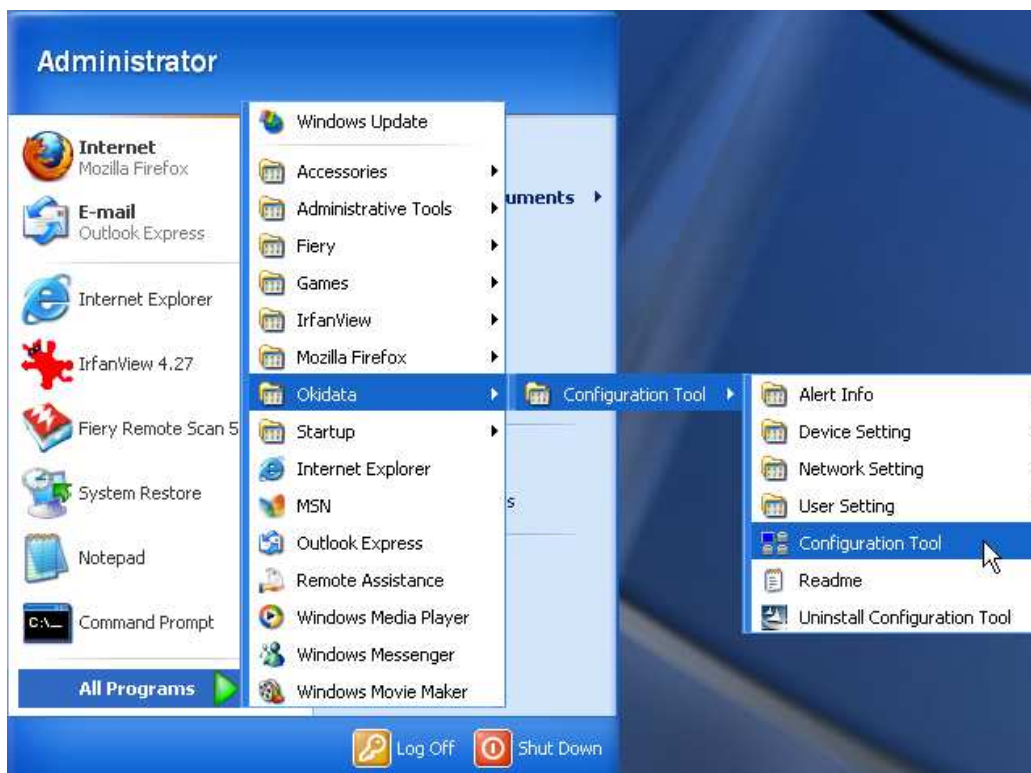 Administrator
Internet
Mozilla Firefox
E-mail
Outlook Express
Internet Explorer
IrfanView 4.27
Fiery Remote Scan 5
System Restore
Notepad
C:\_
Command Prompt
All Programs
Windows Update
Accessories
Administrative Tools
Fiery
Games
IrfanView
Mozilla Firefox
Okidata
Startup
Internet Explorer
MSN
Outlook Express
Remote Assistance
Windows Media Player
Windows Messenger
Windows Movie Maker
uments
s
Configuration Tool
Alert Info
Device Setting
Network Setting
User Setting
Configuration Tool
Readme
Uninstall Configuration Tool
Log Off
Shut Down